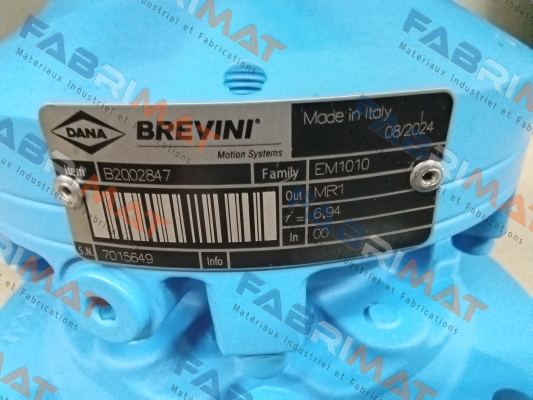 DANA
BREVINI®
Motion Systems
Made in Italy
08/2024
Item B2Q02847 Family EM1010
Out MR1
i= 6,94
In 00
S.N. 7015649 Info
FABRIMAT
Materiaux Industriel et Fabrications